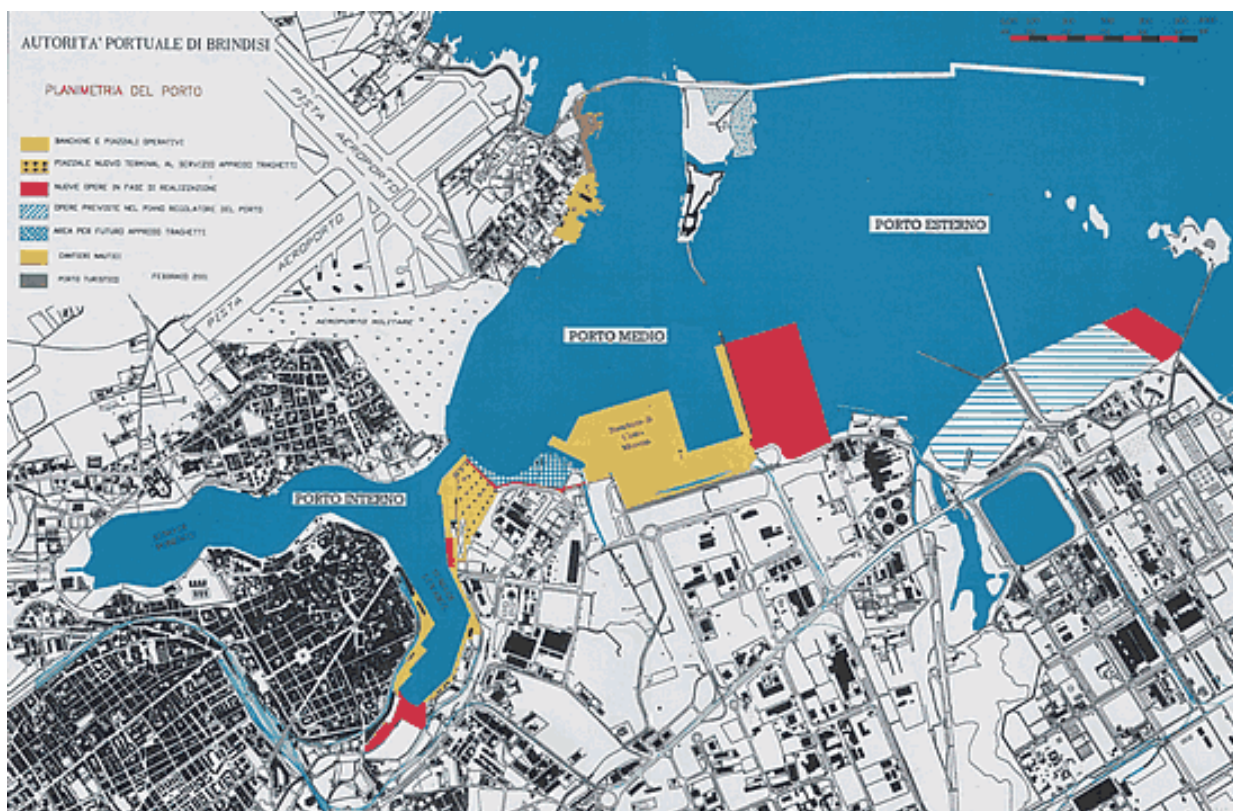 AUTORITA' PORTUALE DI BRINDISI
PLANIMETRIA DEL PORTO
BANCHINE E PIAZZALI OPERATIVI
PIAZZALE NUOVO TERMINAL AL SERVIZIO APPRODO TRAGHETTI
NUOVE OPERE IN FASE DI REALIZZAZIONE
OPERE PREVISTE NEL PIANO REGOLATORE DEL PORTO
AREA PER FUTURO APPRODO TRAGHETTI
CANTIERI NAUTICI
PORTO TURISTICO FEBBRAIO
PISTA AEROPORTO
PISTA AEROPORTO
AEROPORTO MILITARE
PORTO ESTERNO
PORTO MEDIO
PORTO INTERNO